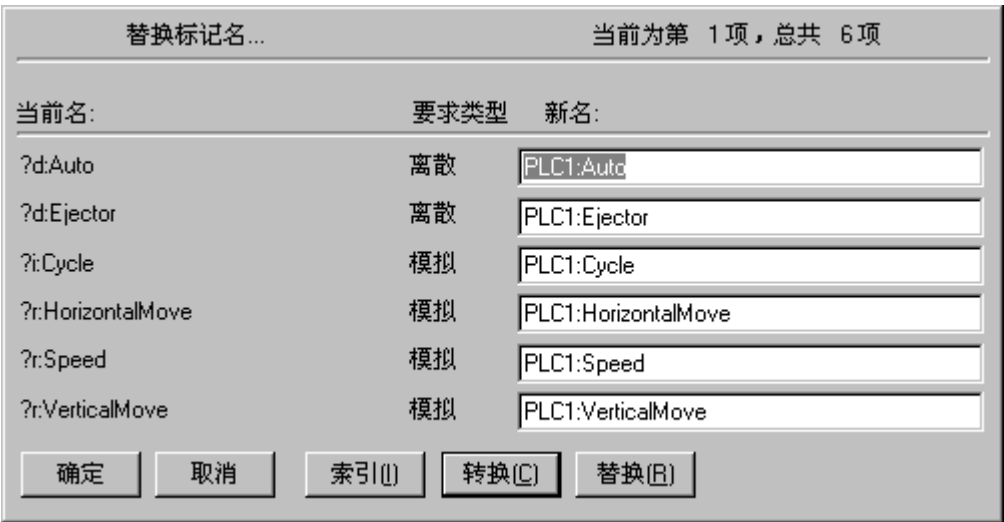 替换标记名... 当前为第 1项，总共 6项
当前名: 要求类型 新名:
?d:Auto 离散 PLC1:Auto
?d:Ejector 离散 PLC1:Ejector
?i:Cycle 模拟 PLC1:Cycle
?r:HorizontalMove 模拟 PLC1:HorizontalMove
?r:Speed 模拟 PLC1:Speed
?r:VerticalMove 模拟 PLC1:VerticalMove
确定 取消 索引(I) 转换(C) 替换(R)